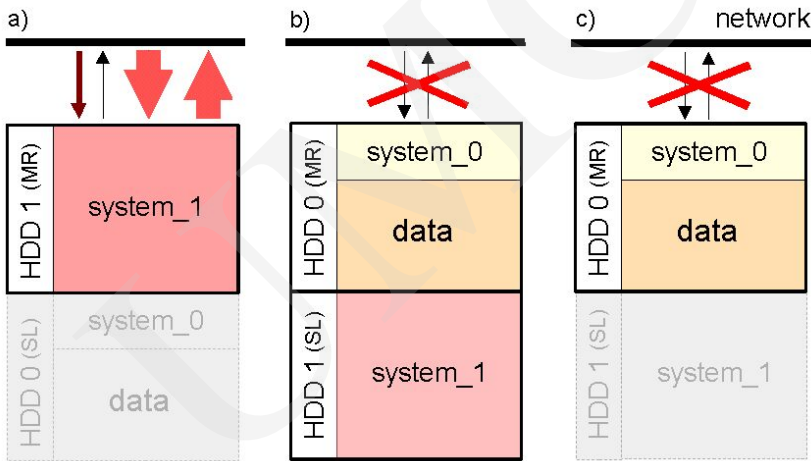 a)
b)
c)
network
HDD 1 (MR)
system_1
HDD 0 (SL)
system_0
data
HDD 0 (MR)
system_0
data
HDD 1 (SL)
system_1
HDD 0 (MR)
system_0
data
HDD 1 (SL)
system_1
UMC